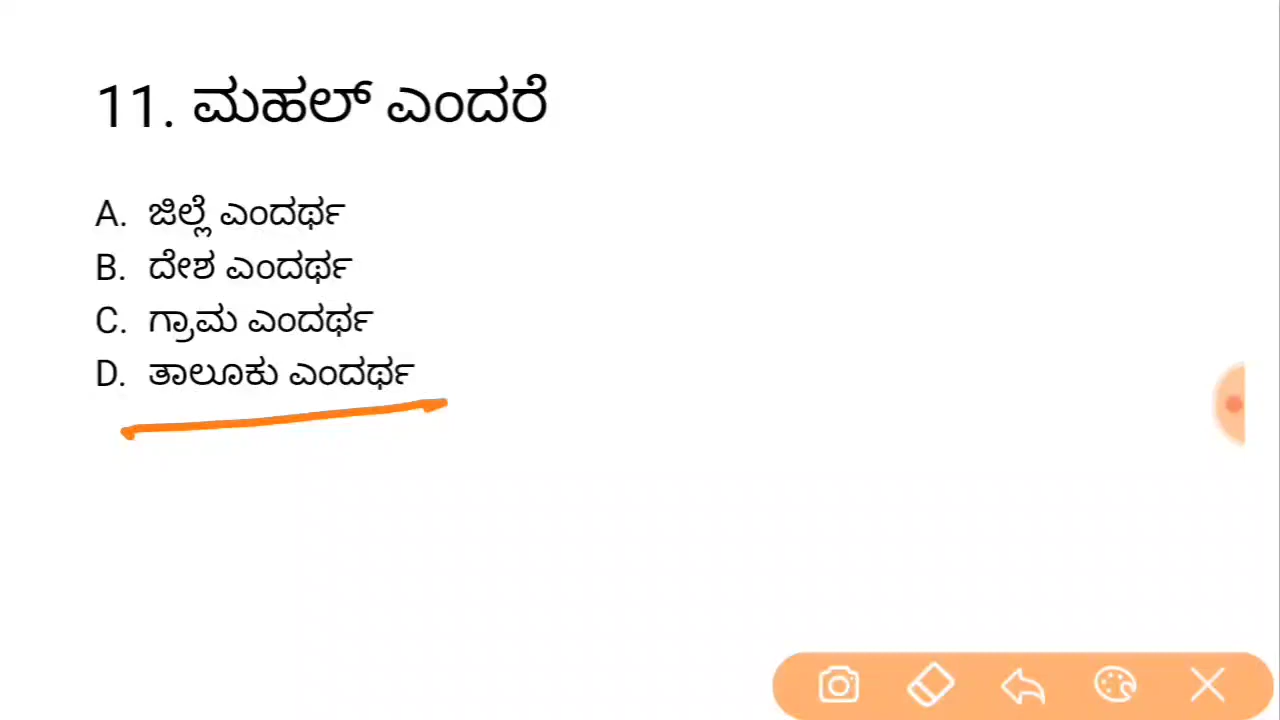 11. ಮಹಲ್ ಎಂದರೆ
A. ಜಿಲ್ಲೆ ಎಂದರ್ಥ
B. ದೇಶ ಎಂದರ್ಥ
C. ಗ್ರಾಮ ಎಂದರ್ಥ
D. ತಾಲೂಕು ಎಂದರ್ಥ